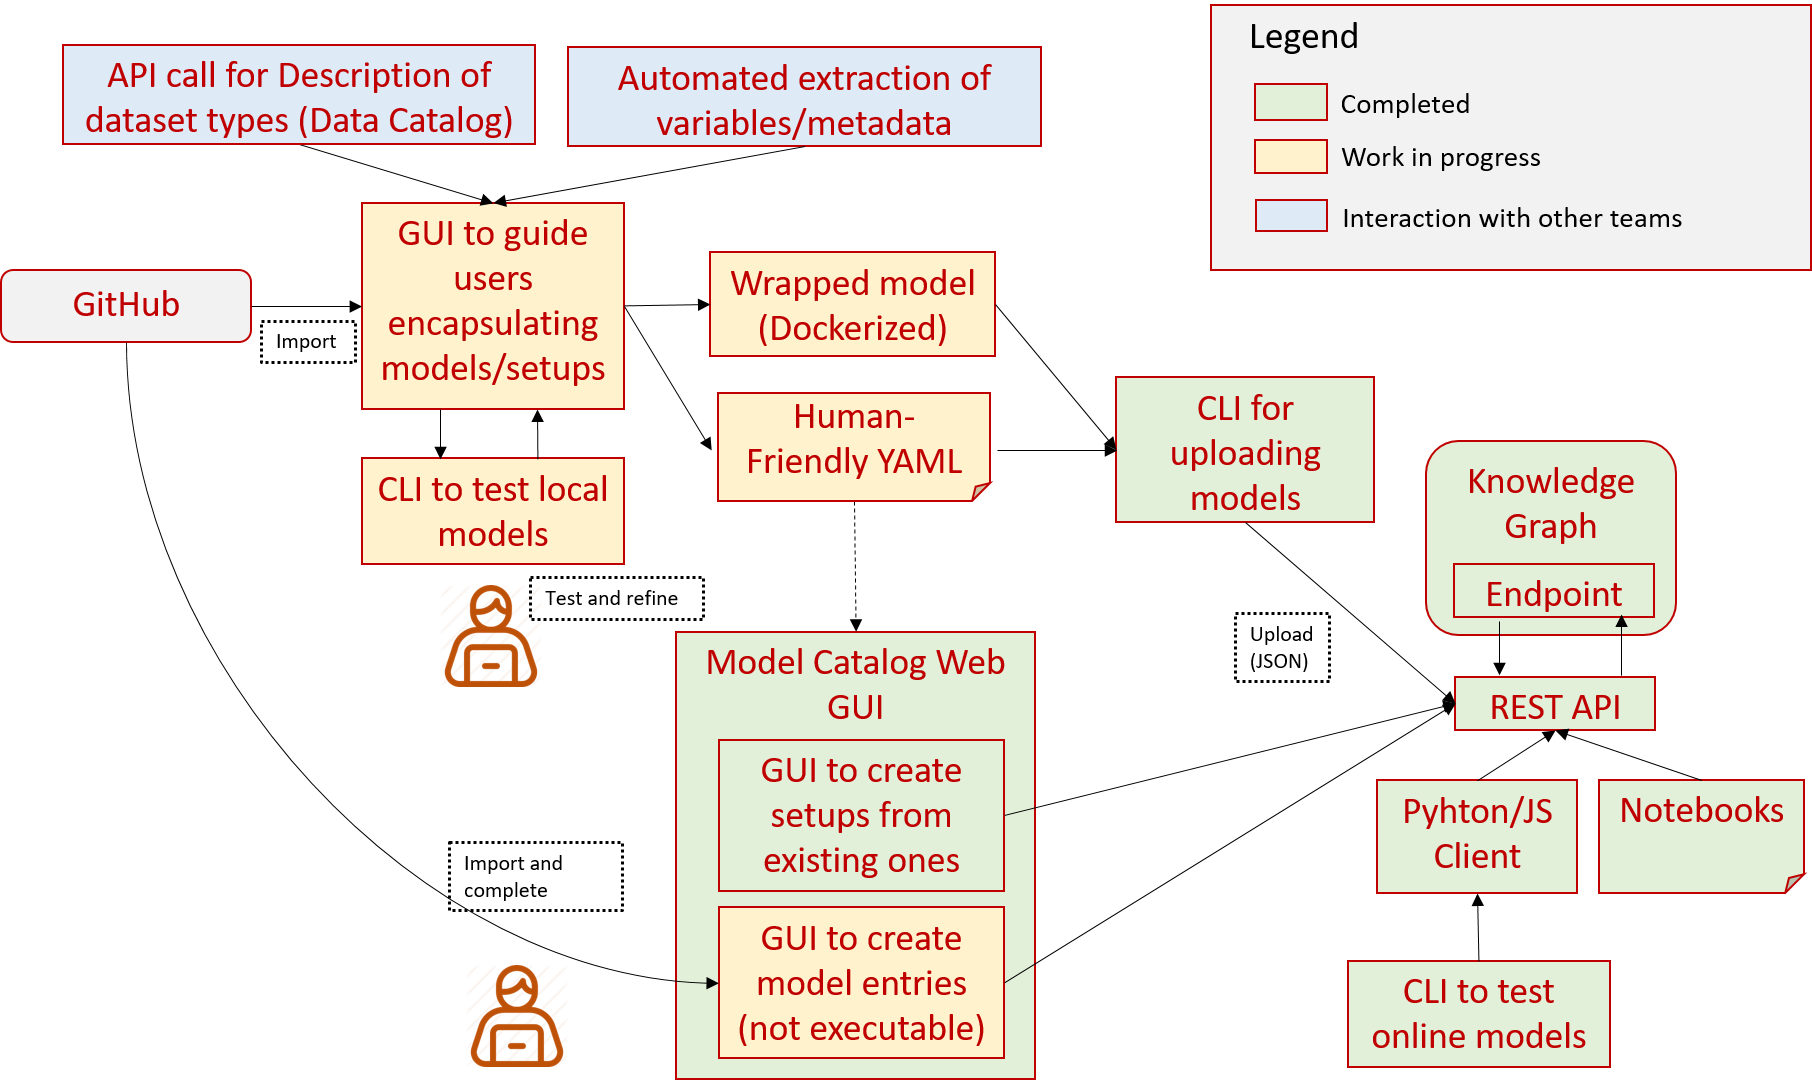 API call for Description of
dataset types (Data Catalog)
Automated extraction of
variables/metadata
Legend
Completed
Work in progress
Interaction with other teams
GitHub
Import
GUI to guide
users
encapsulating
models/setups
Wrapped model
(Dockerized)
Human-
Friendly YAML
CLI for
uploading
models
CLI to test local
models
Test and refine
Knowledge
Graph
Endpoint
Upload
(JSON)
REST API
Model Catalog Web
GUI
GUI to create
setups from
existing ones
Import and
complete
GUI to create
model entries
(not executable)
Pyhton/JS
Client
Notebooks
CLI to test
online models